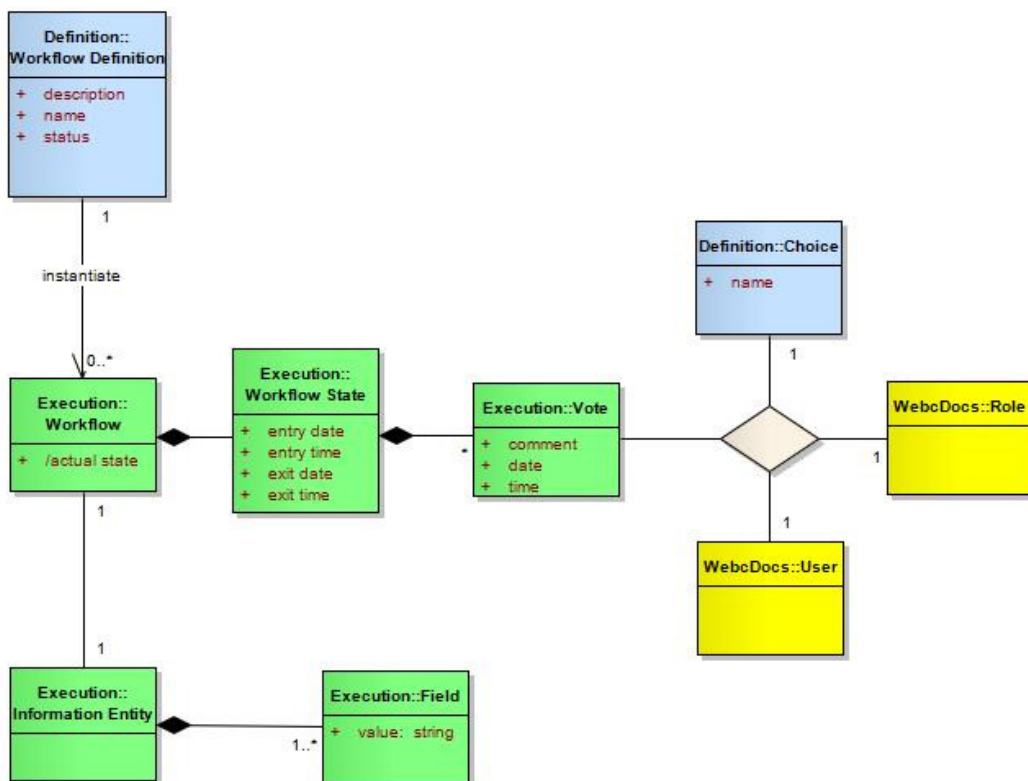 Definition::
Workflow Definition
+ description
+ name
+ status
1
instantiate
0..*
Definition::Choice
+ name
1
Execution::
Workflow
+ /actual state
1
Execution::
Workflow State
+ entry date
+ entry time
+ exit date
+ exit time
*
Execution::Vote
+ comment
+ date
+ time
WebcDocs::Role
1
1
WebcDocs::User
1
Execution::
Information Entity
1..*
Execution::Field
+ value: string